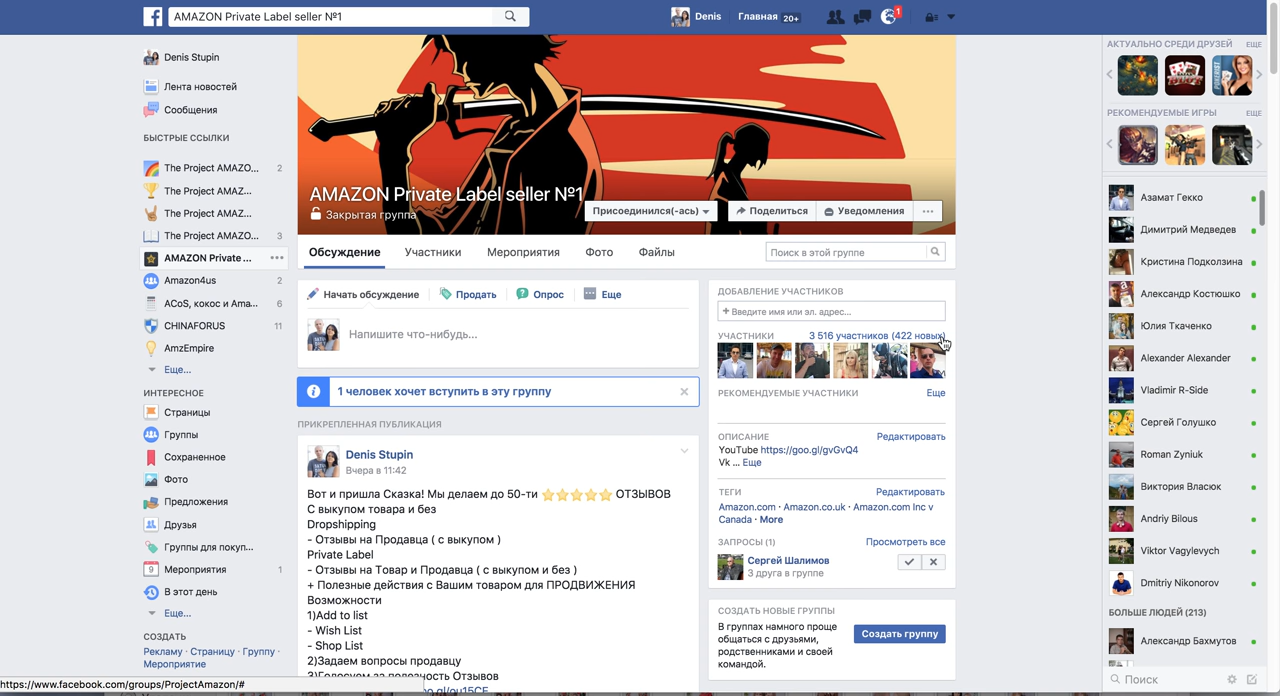 AMAZON Private Label seller №1
Denis
Главная 20+
1
Denis Stupin
Лента новостей
Сообщения
БЫСТРЫЕ ССЫЛКИ
The Project AMAZO... 2
The Project AMAZ...
The Project AMAZ...
The Project AMAZO... 3
AMAZON Private ...
Amazon4us 2
ACoS, кокос и Ama... 6
CHINAFORUS 11
AmzEmpire
Еще...
ИНТЕРЕСНОЕ
Страницы
Группы
Сохраненное
Фото
Предложения
Друзья
Группы для покуп...
Мероприятия 1
В этот день
Еще...
СОЗДАТЬ
Рекламу · Страницу · Группу ·
Мероприятие
https://www.facebook.com/groups/ProjectAmazon/#
AMAZON Private Label seller №1
Закрытая группа
Присоединился(-ась)
Поделиться
Уведомления
Обсуждение
Участники
Мероприятия
Фото
Файлы
Поиск в этой группе
Начать обсуждение
Продать
Опрос
Еще
Напишите что-нибудь...
1 человек хочет вступить в эту группу
ПРИКРЕПЛЕННАЯ ПУБЛИКАЦИЯ
Denis Stupin
Вчера в 11:42
Вот и пришла Сказка! Мы делаем до 50-ти ⭐⭐⭐⭐⭐ ОТЗЫВОВ
С выкупом товара и без
Dropshipping
- Отзывы на Продавца ( с выкупом )
Private Label
- Отзывы на Товар и Продавца ( с выкупом и без )
+ Полезные действия с Вашим товаром для ПРОДВИЖЕНИЯ
Возможности
1)Add to list
- Wish List
- Shop List
2)Задаем вопросы продавцу
3)Голосуем за полезность Отзывов
ДОБАВЛЕНИЕ УЧАСТНИКОВ
+ Введите имя или эл. адрес...
УЧАСТНИКИ
3 516 участников (422 новых)
РЕКОМЕНДУЕМЫЕ УЧАСТНИКИ
Еще
ОПИСАНИЕ
Редактировать
YouTube https://goo.gl/gvGvQ4
Vk ... Еще
ТЕГИ
Редактировать
Amazon.com · Amazon.co.uk · Amazon.com Inc v
Canada · More
ЗАПРОСЫ (1)
Просмотреть все
Сергей Шалимов
3 друга в группе
СОЗДАТЬ НОВЫЕ ГРУППЫ
В группах намного проще
общаться с друзьями,
родственниками и своей
командой.
Создать группу
АКТУАЛЬНО СРЕДИ ДРУЗЕЙ ЕЩЕ
РЕКОМЕНДУЕМЫЕ ИГРЫ ЕЩЕ
Азамат Гекко
Димитрий Медведев
Кристина Подколзина
Александр Костюшко
Юлия Ткаченко
Alexander Alexander
Vladimir R-Side
Сергей Голушко
Roman Zyniuk
Виктория Власюк
Andriy Bilous
Viktor Vagylevych
Dmitriy Nikonorov
БОЛЬШЕ ЛЮДЕЙ (213)
Александр Бахмутов
Поиск